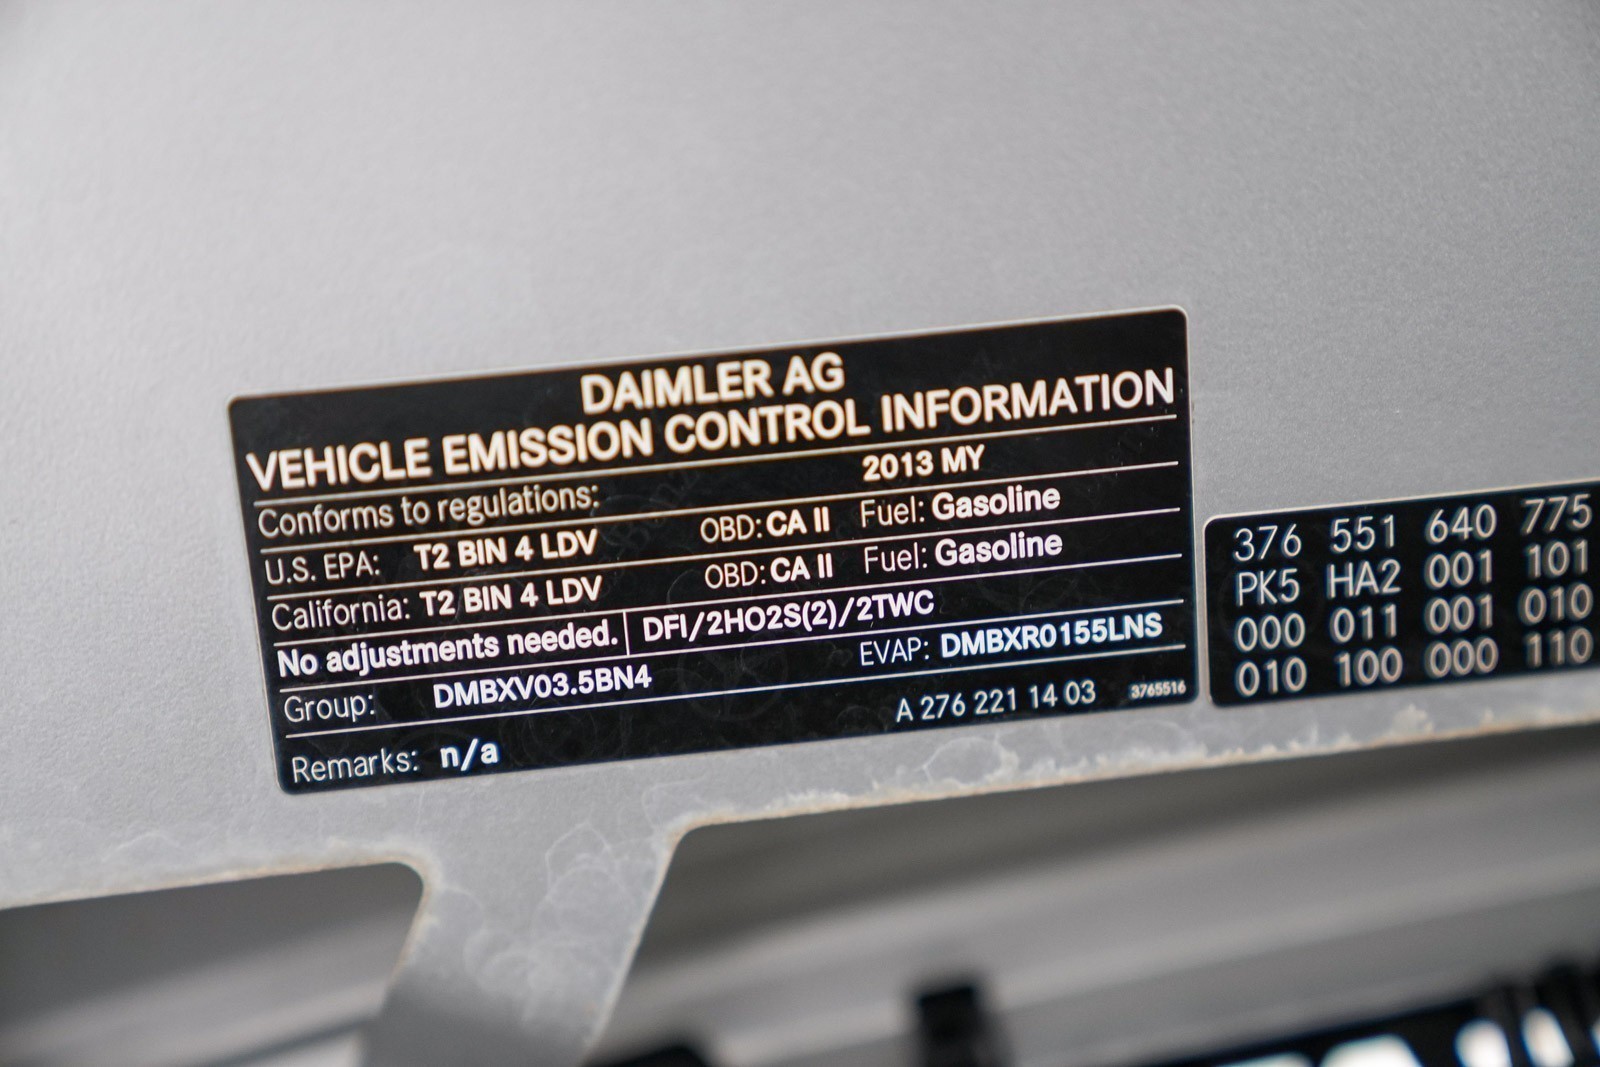 DAIMLER AG
VEHICLE EMISSION CONTROL INFORMATION
Conforms to regulations: 2013 MY
U.S. EPA: T2 BIN 4 LDV OBD: CA II Fuel: Gasoline
California: T2 BIN 4 LDV OBD: CA II Fuel: Gasoline
No adjustments needed. DFI/2HO2S(2)/2TWC
Group: DMBXV03.5BN4 EVAP: DMBXR0155LNS
Remarks: n/a A 276 221 14 03 3765516
376 551 640 775
PK5 HA2 001 101
000 011 001 010
010 100 000 110